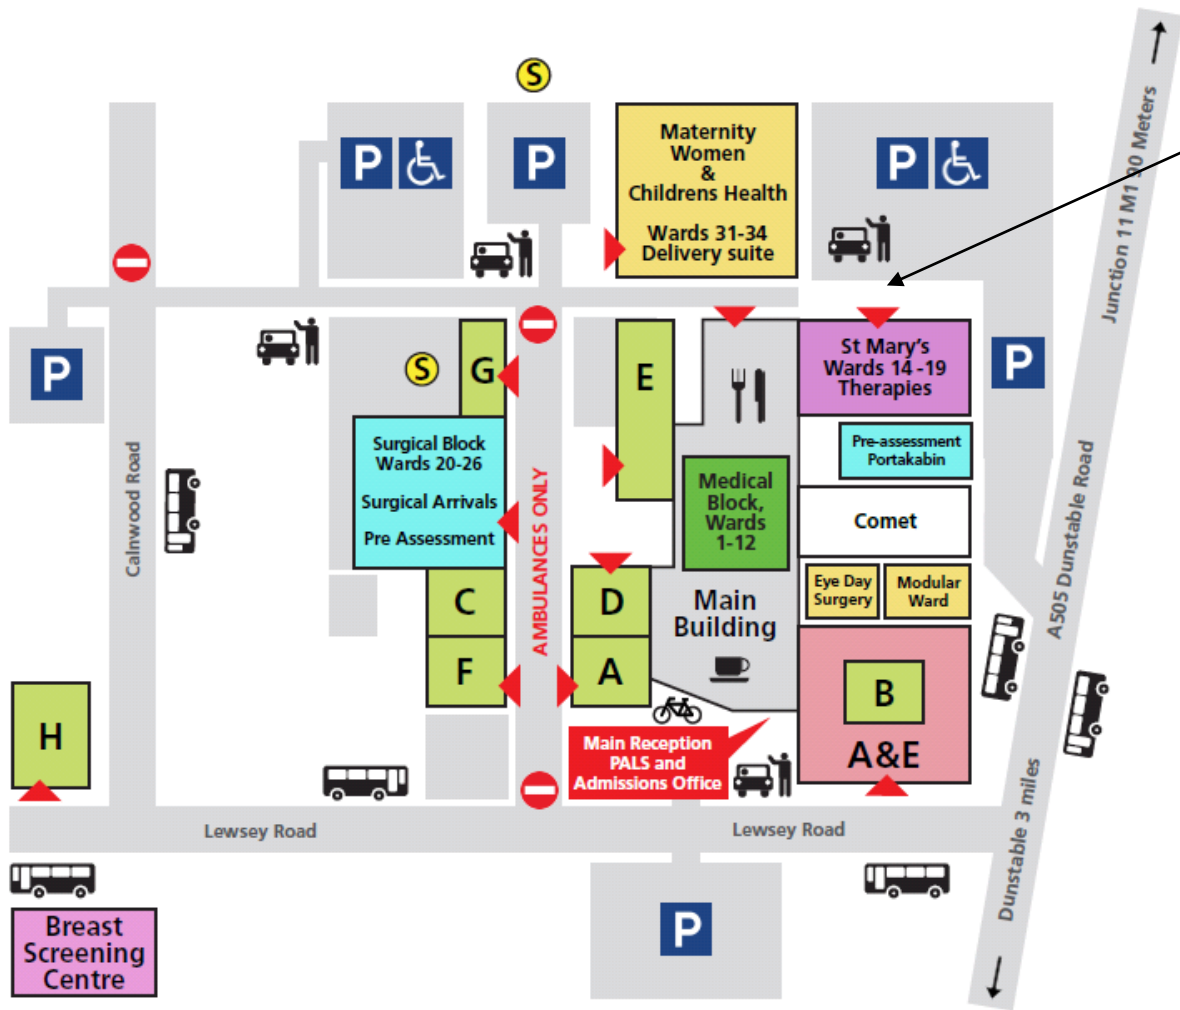 S
P
P
P
Maternity
Women
&
Childrens Health
Wards 31-34
Delivery suite
Junction 11 M1 90 Meters
P
G
S
E
St Mary's
Wards 14 -19
Therapies
P
Calnwood Road
Surgical Block
Wards 20-26
Surgical Arrivals
Pre Assessment
AMBULANCES ONLY
Medical
Block,
Wards
1-12
Pre-assessment
Portakabin
Comet
Eye Day
Surgery
Modular
Ward
A505 Dunstable Road
C
D
Main
Building
F
A
B
A&E
H
Main Reception
PALS and
Admissions Office
Lewsey Road
Lewsey Road
Dunstable 3 miles
Breast
Screening
Centre
P